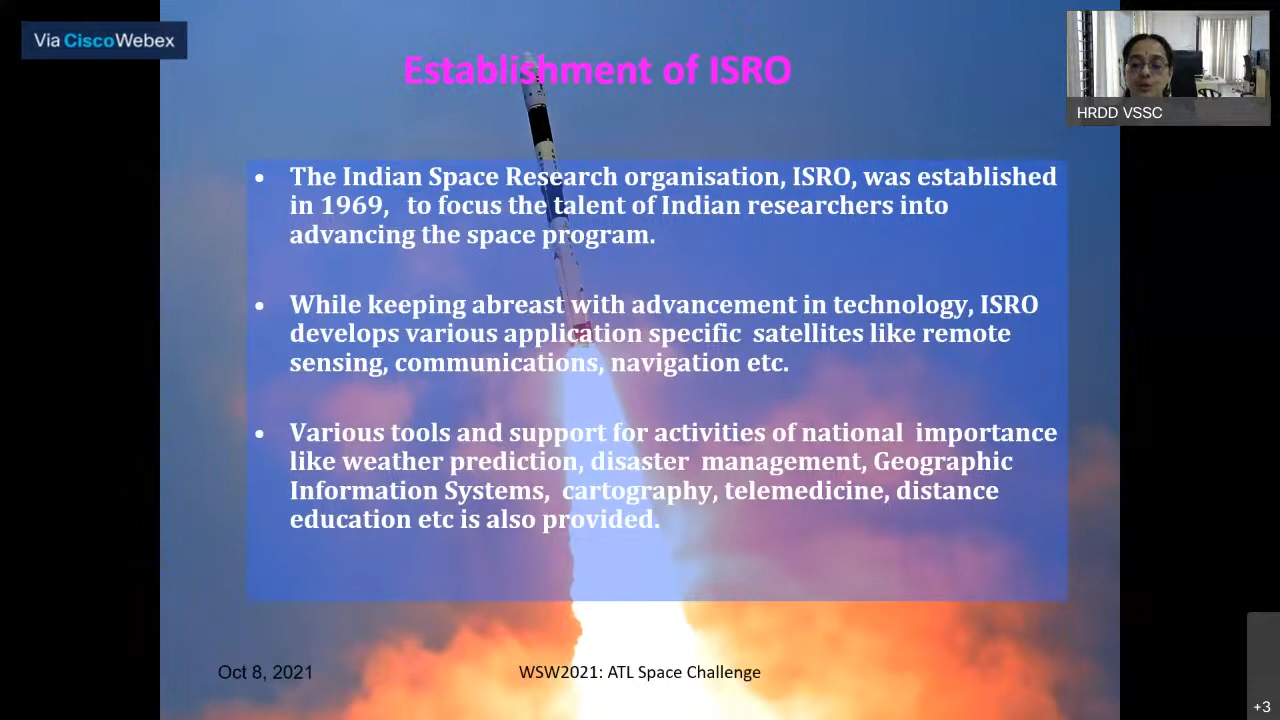 Via Cisco Webex
Establishment of ISRO
HRDD VSSC
• The Indian Space Research organisation, ISRO, was established
in 1969, to focus the talent of Indian researchers into
advancing the space program.
• While keeping abreast with advancement in technology, ISRO
develops various application specific satellites like remote
sensing, communications, navigation etc.
• Various tools and support for activities of national importance
like weather prediction, disaster management, Geographic
Information Systems, cartography, telemedicine, distance
education etc is also provided.
Oct 8, 2021
WSW2021: ATL Space Challenge
+3